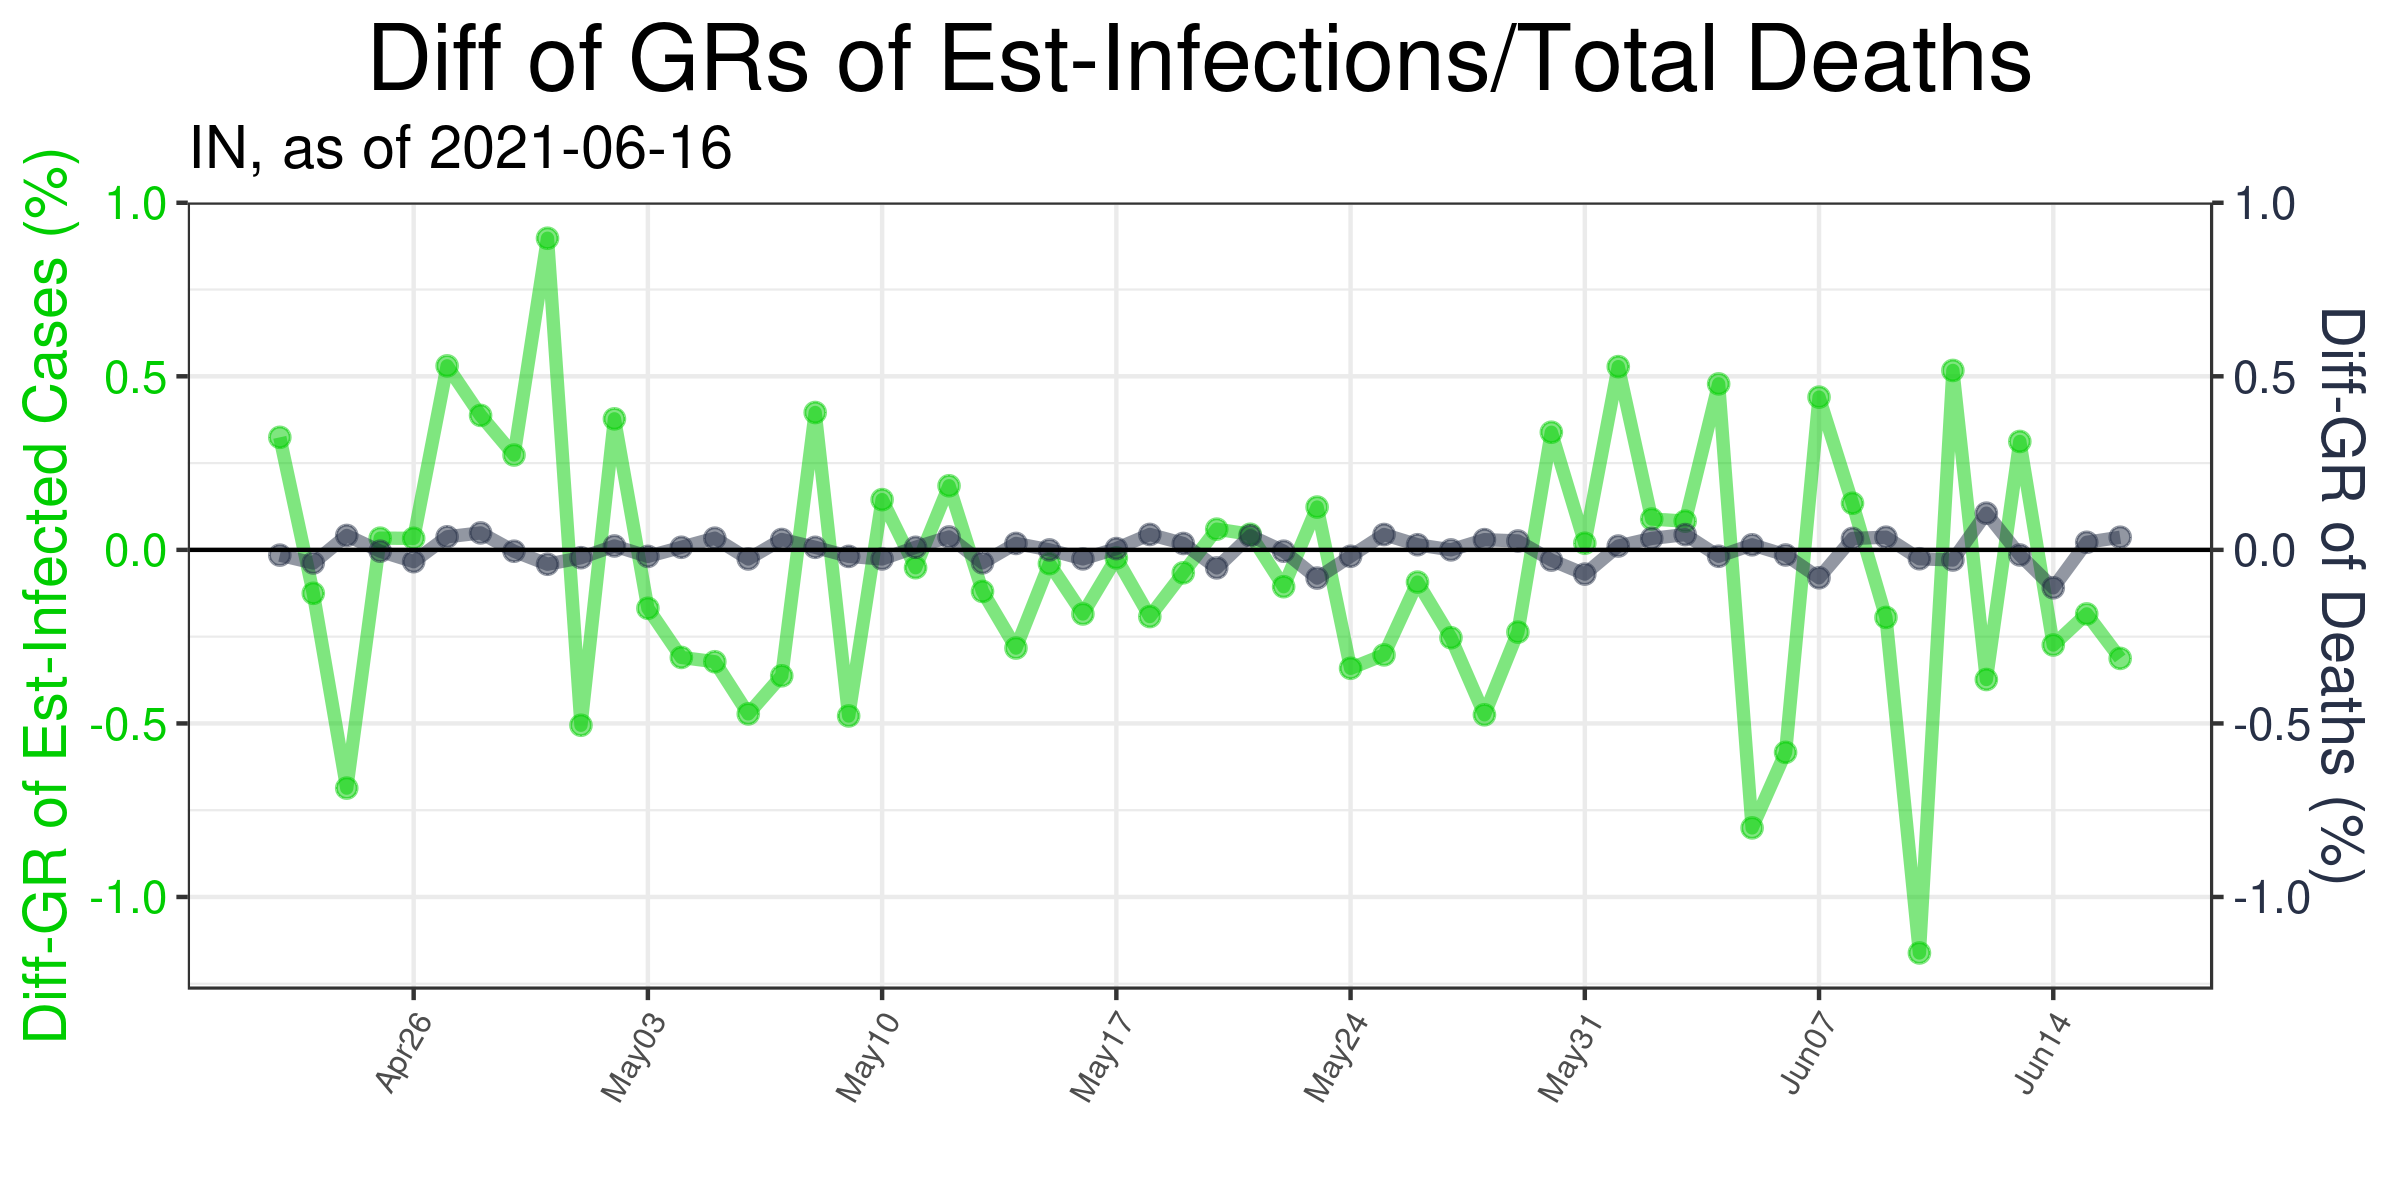 Diff of GRs of Est-Infections/Total Deaths
IN, as of 2021-06-16
Diff-GR of Est-Infected Cases (%)
1.0
0.5
0.0
-0.5
-1.0
1.0
0.5
0.0
-0.5
-1.0
Diff-GR of Deaths (%)
Apr26
May03
May10
May17
May24
May31
Jun07
Jun14